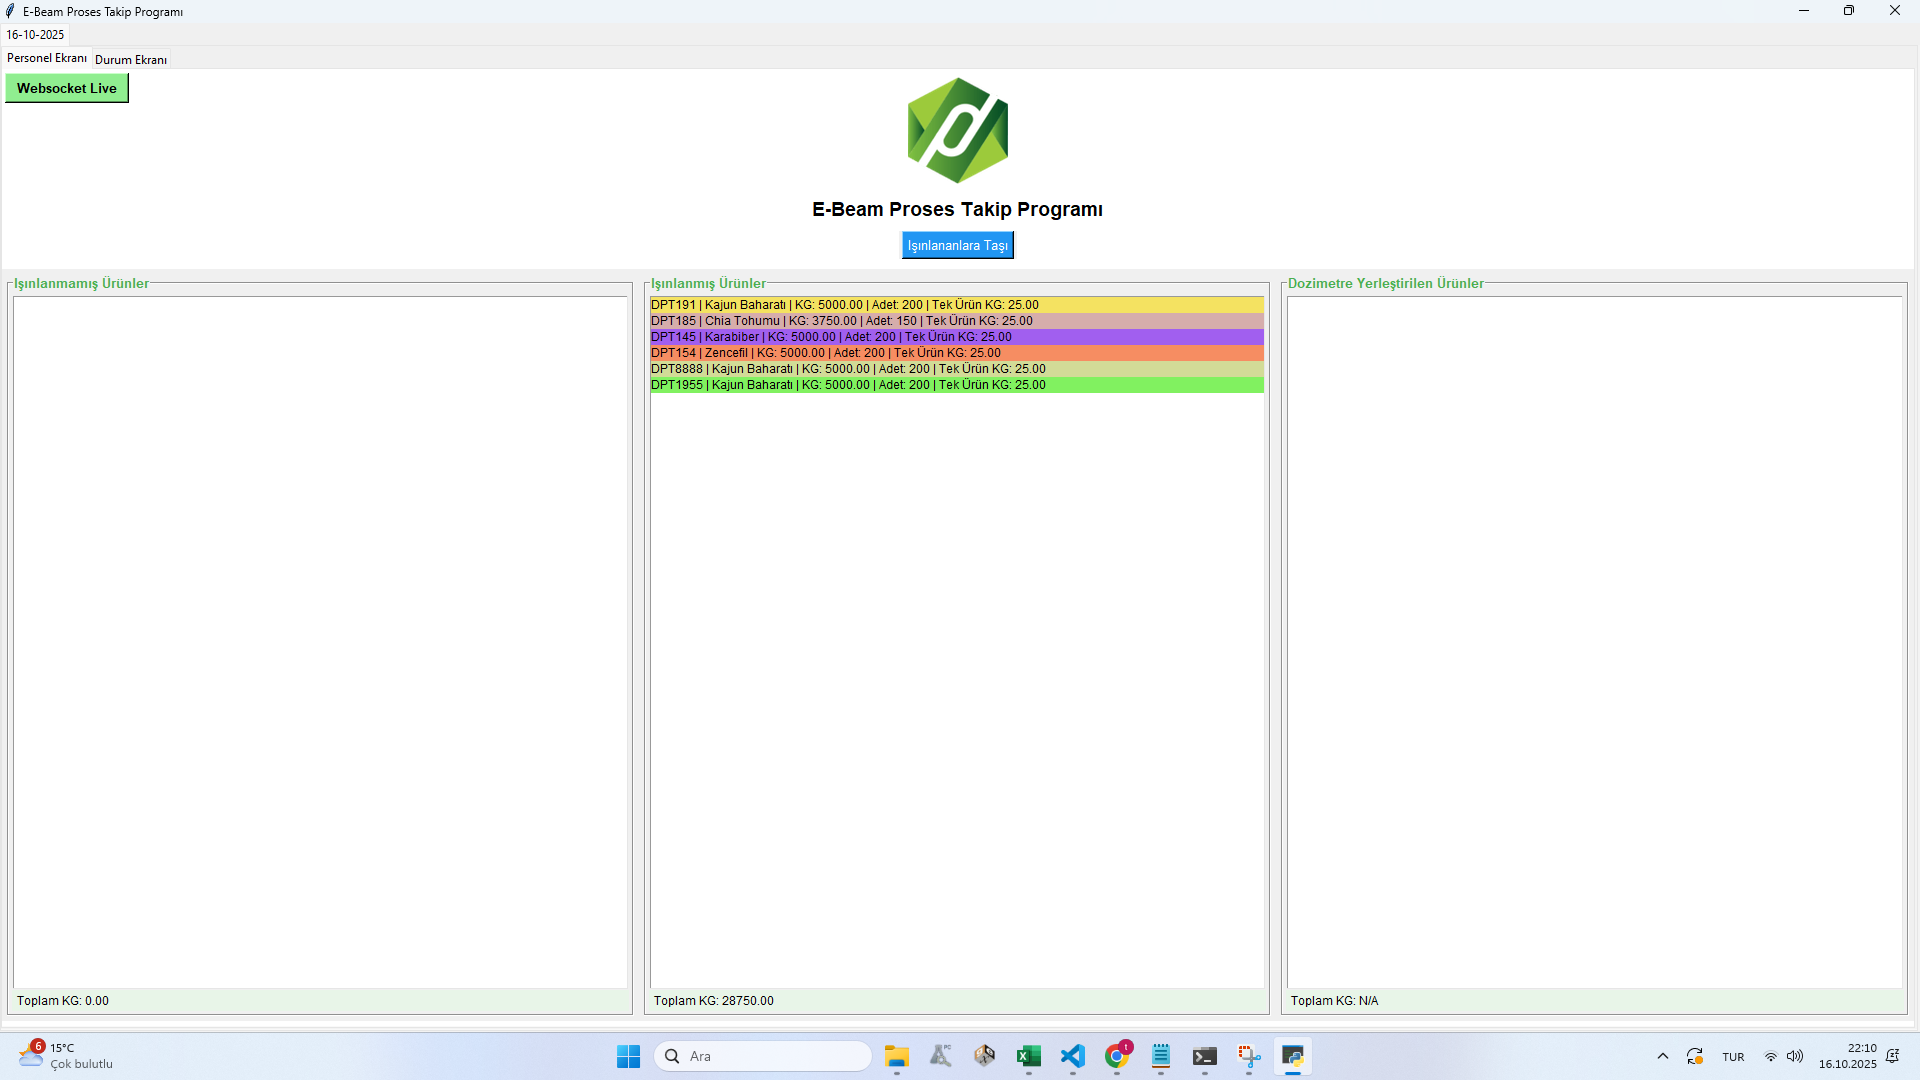 E-Beam Proses Takip Programı
16-10-2025
Personel Ekranı
Durum Ekranı
Websocket Live
E-Beam Proses Takip Programı
Işınlananlara Taşı
Işınlanmamış Ürünler
Toplam KG: 0.00
Işınlanmış Ürünler
DPT191 | Kajun Baharatı | KG: 5000.00 | Adet: 200 | Tek Ürün KG: 25.00
DPT185 | Chia Tohumu | KG: 3750.00 | Adet: 150 | Tek Ürün KG: 25.00
DPT145 | Karabiber | KG: 5000.00 | Adet: 200 | Tek Ürün KG: 25.00
DPT154 | Zencefil | KG: 5000.00 | Adet: 200 | Tek Ürün KG: 25.00
DPT8888 | Kajun Baharatı | KG: 5000.00 | Adet: 200 | Tek Ürün KG: 25.00
DPT1955 | Kajun Baharatı | KG: 5000.00 | Adet: 200 | Tek Ürün KG: 25.00
Toplam KG: 28750.00
Dozimetre Yerleştirilen Ürünler
Toplam KG: N/A
6
15°C
Çok bulutlu
Ara
PC
t
TUR
22:10
16.10.2025